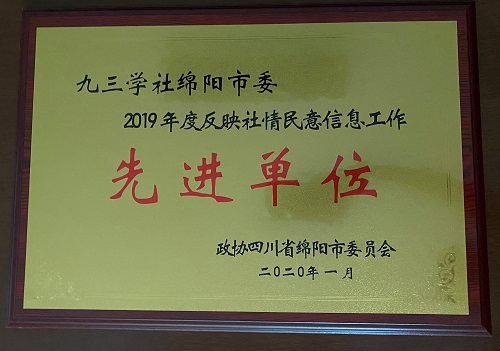 九三学社绵阳市委
2019年度反映社情民意信息工作
先进单位
政协四川省绵阳市委员会
二〇二〇年一月